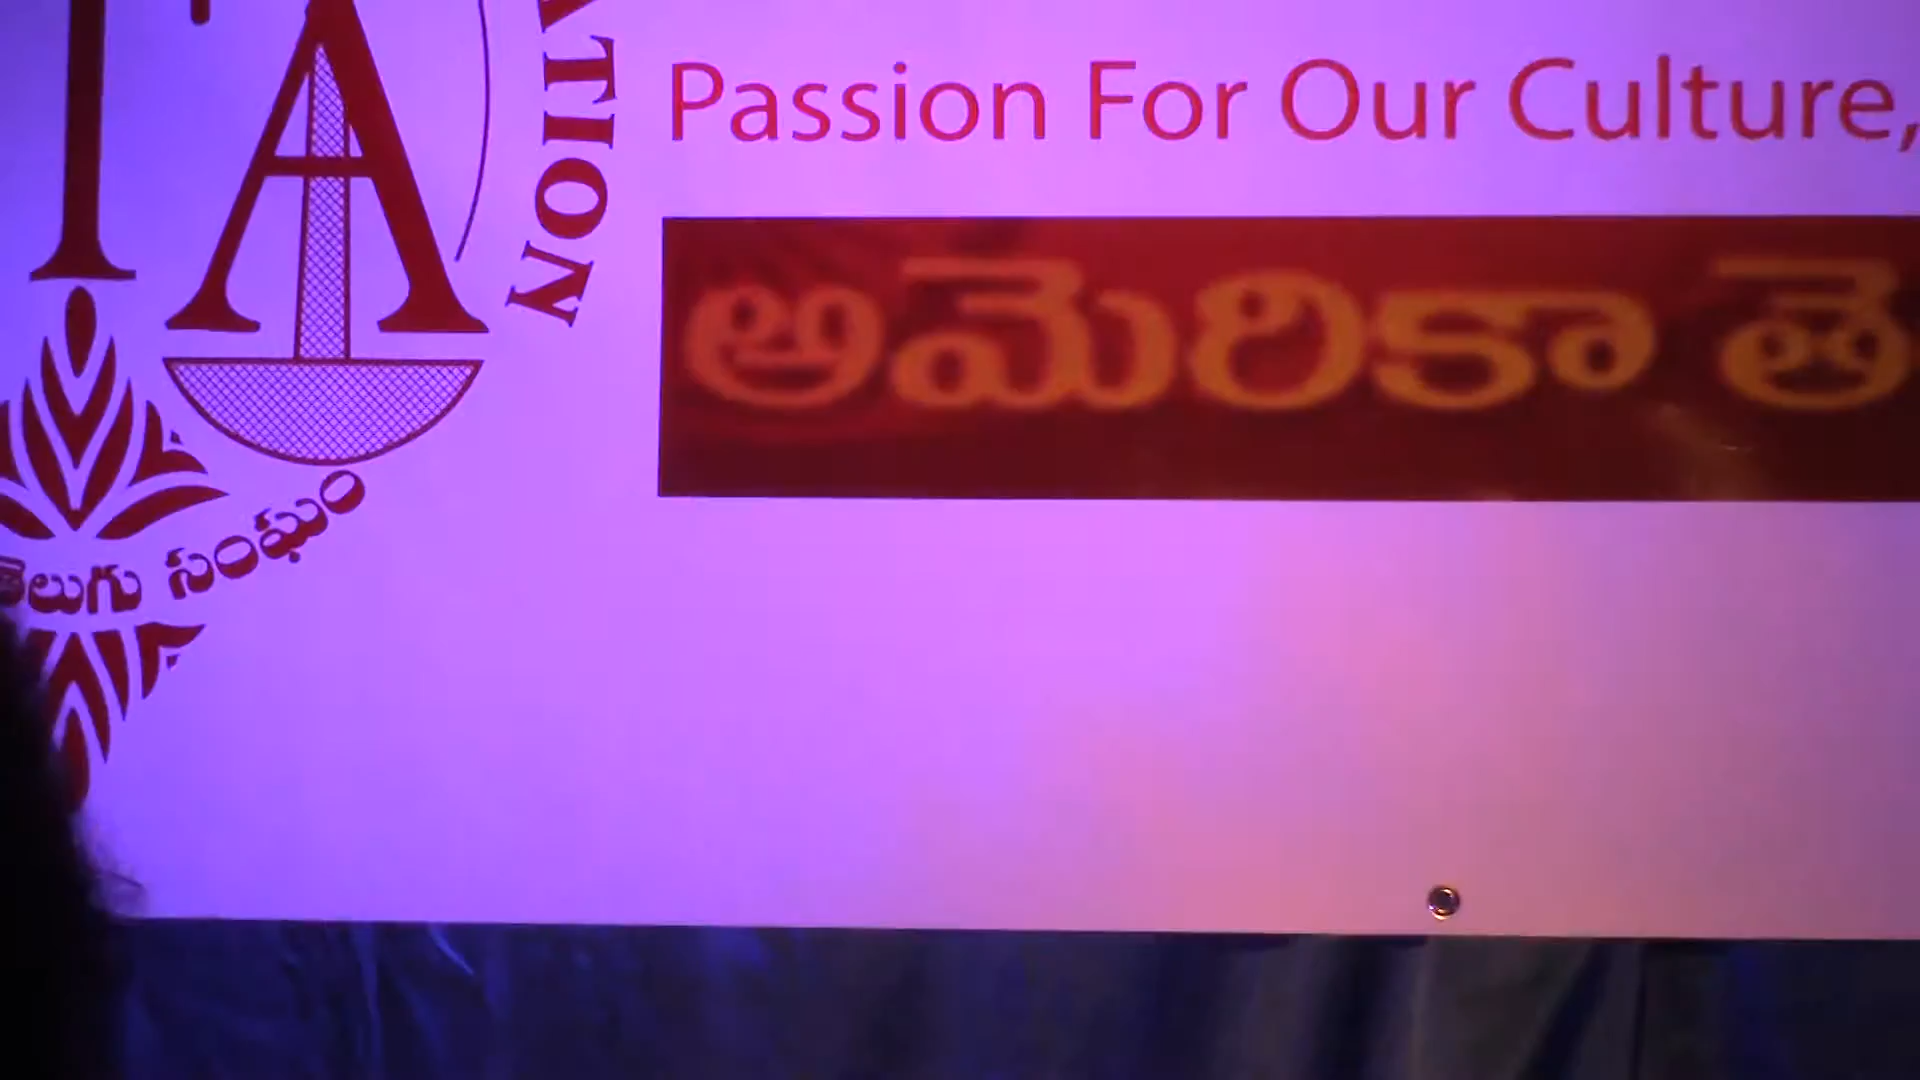 TA
ATION
Passion For Our Culture,
అమెరికా తె
తెలుగు సంఘం